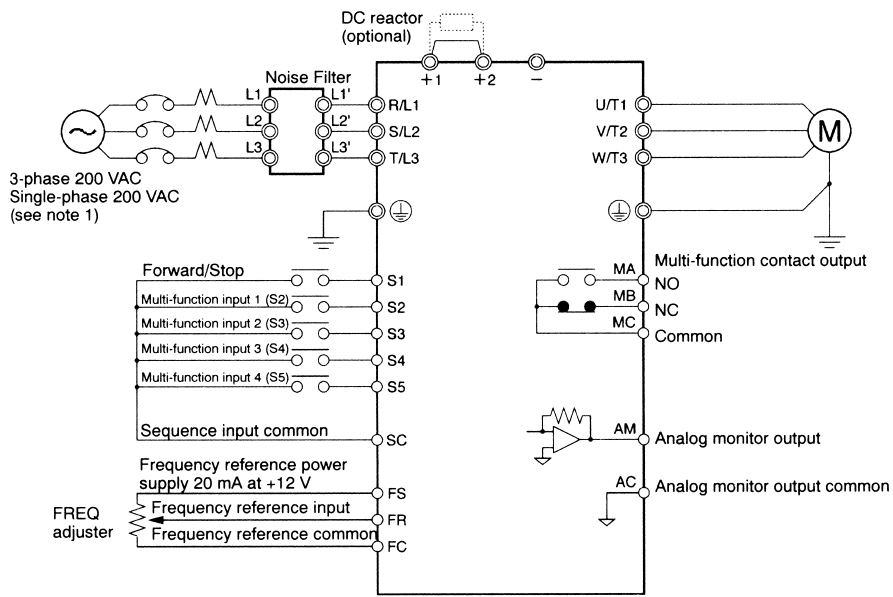 DC reactor
(optional)
+1
+2
−
Noise Filter
L1
L1'
R/L1
U/T1
L2
L2'
S/L2
V/T2
M
L3
L3'
T/L3
W/T3
3-phase 200 VAC
Single-phase 200 VAC
(see note 1)
Forward/Stop
S1
Multi-function input 1 (S2)
S2
Multi-function input 2 (S3)
S3
Multi-function input 3 (S4)
S4
Multi-function input 4 (S5)
S5
Sequence input common
SC
Multi-function contact output
MA
NO
MB
NC
MC
Common
AM
Analog monitor output
AC
Analog monitor output common
Frequency reference power
supply 20 mA at +12 V
FS
Frequency reference input
FR
Frequency reference common
FC
FREQ
adjuster